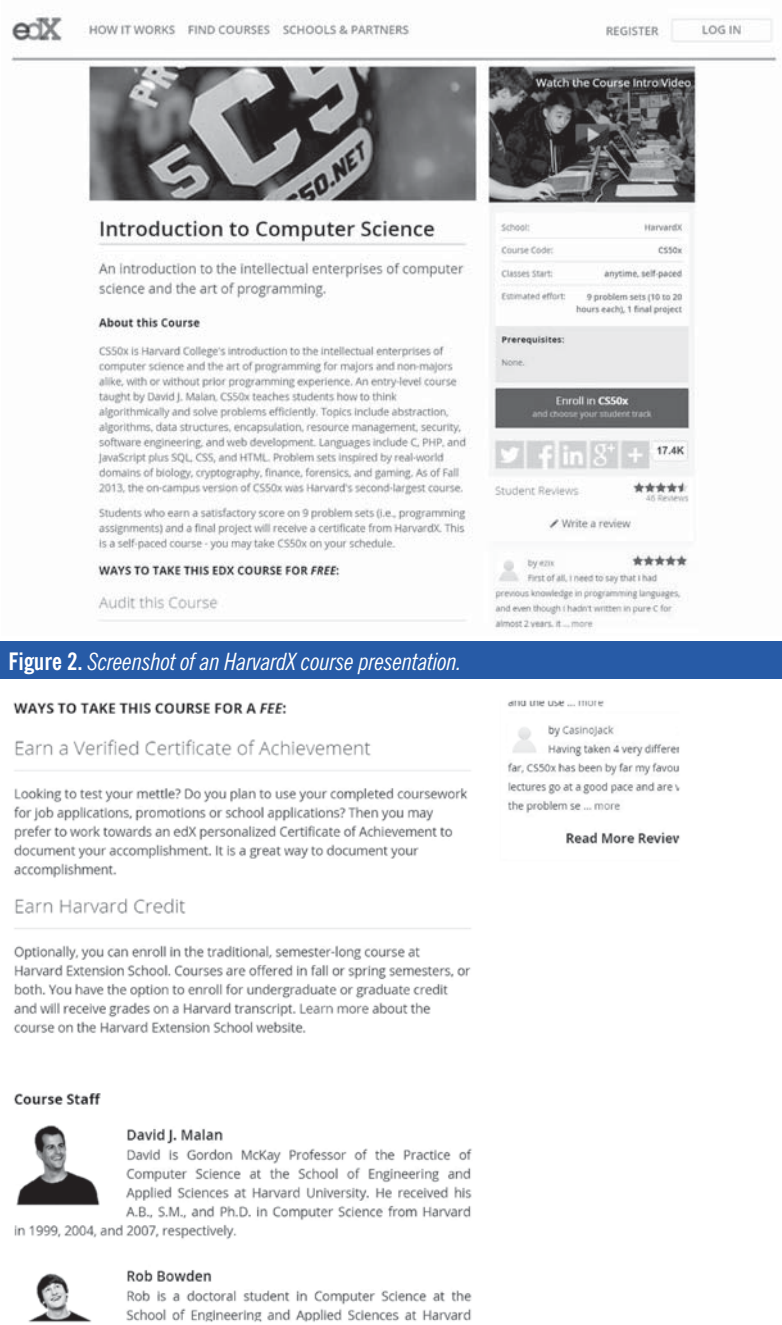 edX
HOW IT WORKS FIND COURSES SCHOOLS & PARTNERS
REGISTER
LOG IN
CS
50.NET
Watch the Course Intro Video
Introduction to Computer Science
An introduction to the intellectual enterprises of computer
science and the art of programming.
About this Course
CS50x is Harvard College's introduction to the intellectual enterprises of
computer science and the art of programming for majors and non-majors
alike, with or without prior programming experience. An entry-level course
taught by David J. Malan, CS50x teaches students how to think
algorithmically and solve problems efficiently. Topics include abstraction,
algorithms, data structures, encapsulation, resource management, security,
software engineering, and web development. Languages include C, PHP, and
JavaScript plus SQL, CSS, and HTML. Problem sets inspired by real-world
domains of biology, cryptography, finance, forensics, and gaming. As of Fall
2013, the on-campus version of CS50x was Harvard's second-largest course.
Students who earn a satisfactory score on 9 problem sets (i.e., programming
assignments) and a final project will receive a certificate from HarvardX. This
is a self-paced course - you may take CS50x on your schedule.
WAYS TO TAKE THIS EDX COURSE FOR FREE:
Audit this Course
School: HarvardX
Course Code: CS50x
Classes Start: anytime, self-paced
Estimated effort: 9 problem sets (10 to 20
hours each), 1 final project
Prerequisites:
None.
Enroll in CS50x
and choose your student track
17.4K
Student Reviews
46 Reviews
Write a review
by ezix
First of all, I need to say that I had
previous knowledge in programming languages,
and even though I hadn't written in pure C for
almost 2 years, it ... more
Figure 2. Screenshot of an HarvardX course presentation.
WAYS TO TAKE THIS COURSE FOR A FEE:
Earn a Verified Certificate of Achievement
Looking to test your mettle? Do you plan to use your completed coursework
for job applications, promotions or school applications? Then you may
prefer to work towards an edX personalized Certificate of Achievement to
document your accomplishment. It is a great way to document your
accomplishment.
Earn Harvard Credit
Optionally, you can enroll in the traditional, semester-long course at
Harvard Extension School. Courses are offered in fall or spring semesters, or
both. You have the option to enroll for undergraduate or graduate credit
and will receive grades on a Harvard transcript. Learn more about the
course on the Harvard Extension School website.
and the use ... more
by CasinoJack
Having taken 4 very differe
far, CS50x has been by far my favou
lectures go at a good pace and are
the problem se ... more
Read More Review
Course Staff
David J. Malan
David is Gordon McKay Professor of the Practice of
Computer Science at the School of Engineering and
Applied Sciences at Harvard University. He received his
A.B., S.M., and Ph.D. in Computer Science from Harvard
in 1999, 2004, and 2007, respectively.
Rob Bowden
Rob is a doctoral student in Computer Science at the
School of Engineering and Applied Sciences at Harvard